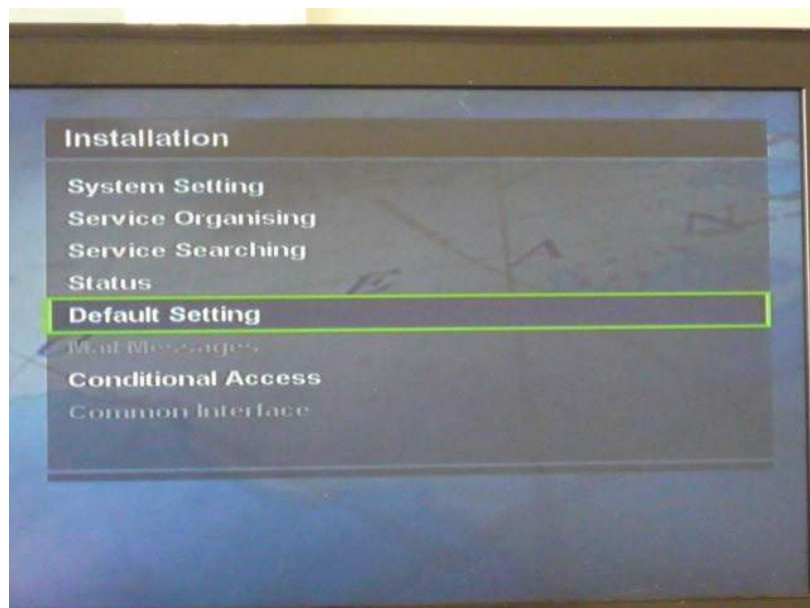 Installation
System Setting
Service Organising
Service Searching
Status
Default Setting
Mail Messages
Conditional Access
Common Interface